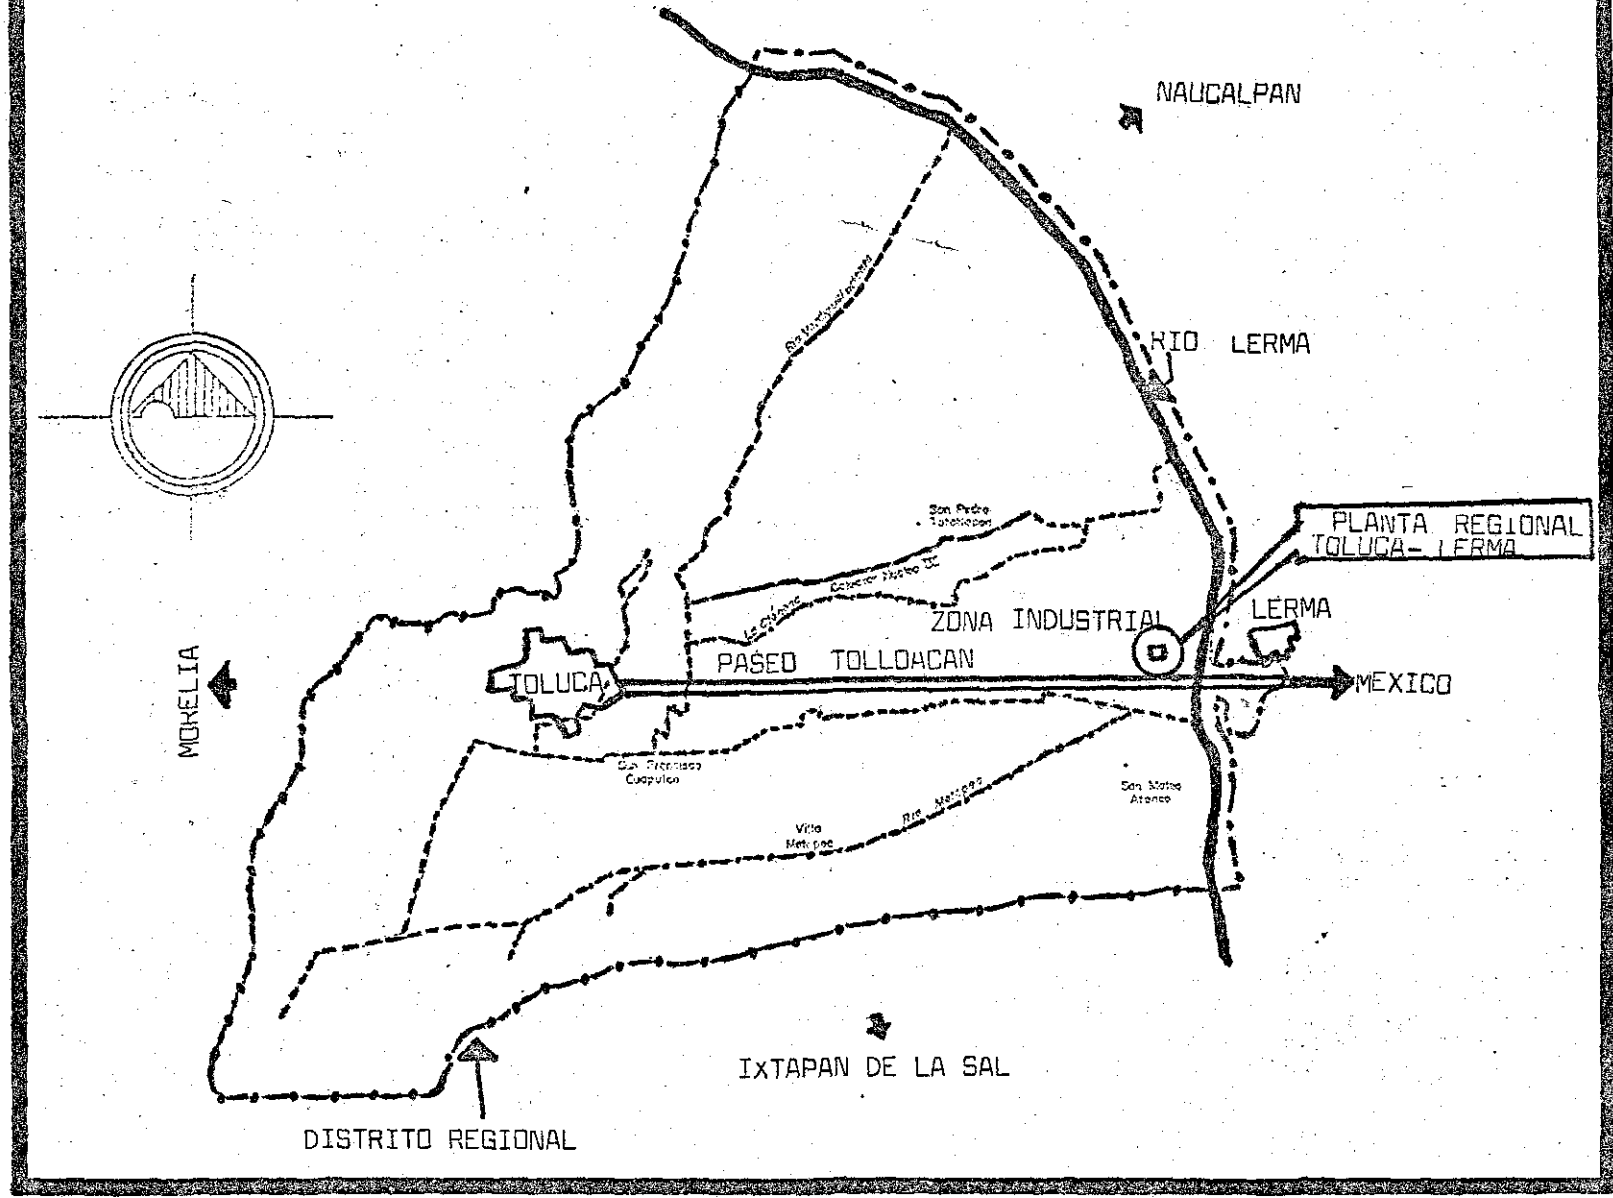 NAUCALPAN
RIO LERMA
San Pedro
Totoltepec
PLANTA REGIONAL
TOLUCA-LERMA
ZONA INDUSTRIAL
LERMA
PASEO TOLLOACAN
TOLUCA
MEXICO
MORELIA
San Francisco
San Mateo
Atenco
Villa
Metepec
Rio Metepec
IXTAPAN DE LA SAL
DISTRITO REGIONAL